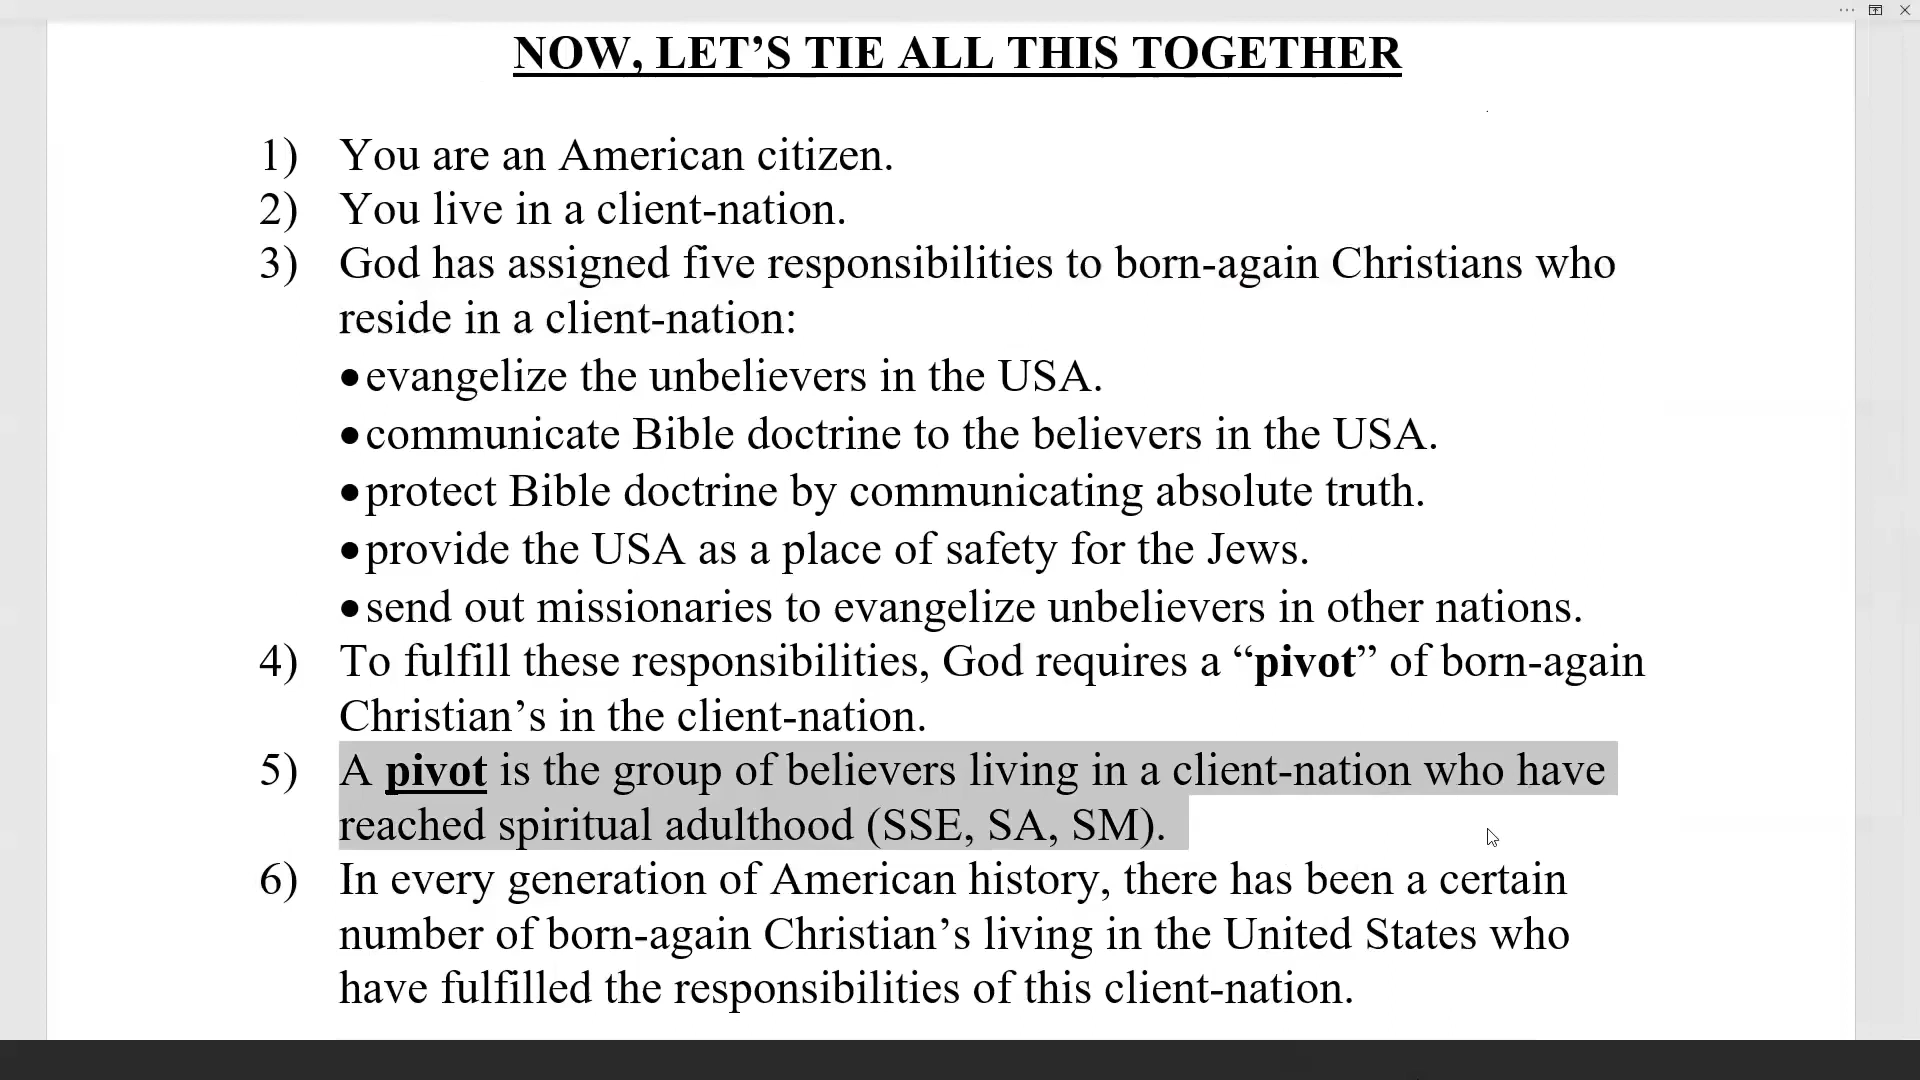 NOW, LET’S TIE ALL THIS TOGETHER
1) You are an American citizen.
2) You live in a client-nation.
3) God has assigned five responsibilities to born-again Christians who
reside in a client-nation:
•evangelize the unbelievers in the USA.
•communicate Bible doctrine to the believers in the USA.
•protect Bible doctrine by communicating absolute truth.
•provide the USA as a place of safety for the Jews.
•send out missionaries to evangelize unbelievers in other nations.
4) To fulfill these responsibilities, God requires a “pivot” of born-again
Christian’s in the client-nation.
5) A pivot is the group of believers living in a client-nation who have
reached spiritual adulthood (SSE, SA, SM).
6) In every generation of American history, there has been a certain
number of born-again Christian’s living in the United States who
have fulfilled the responsibilities of this client-nation.